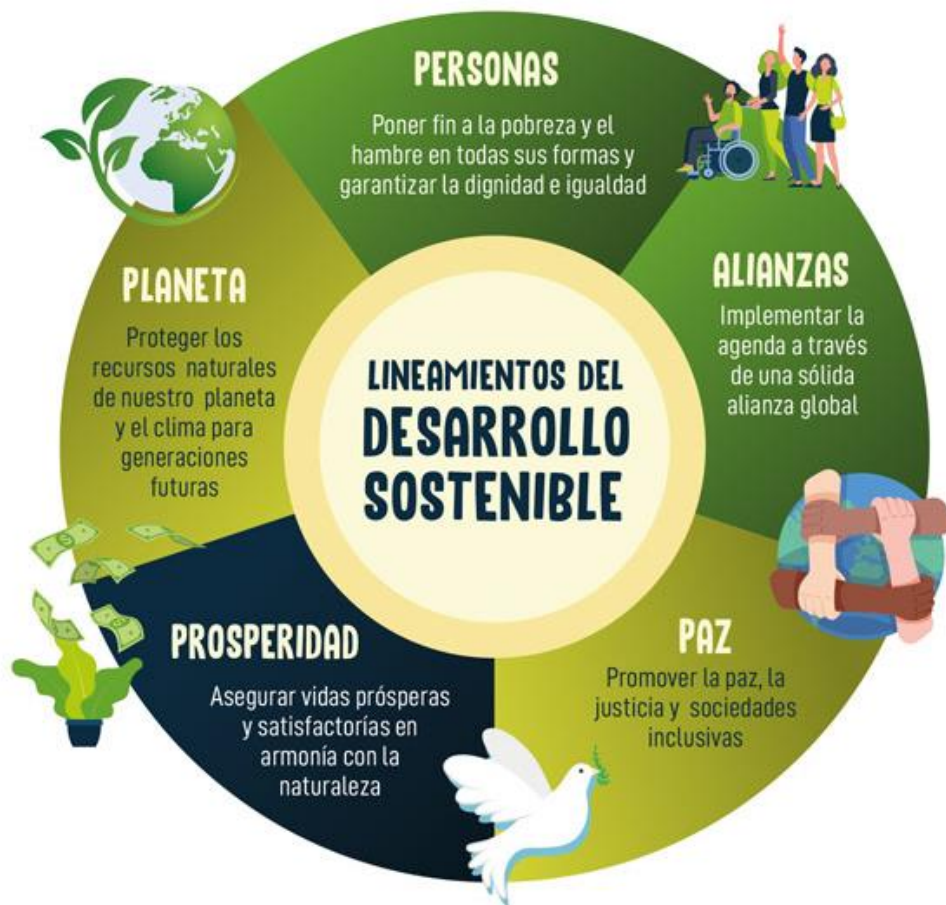 PERSONAS
Poner fin a la pobreza y el
hambre en todas sus formas y
garantizar la dignidad e igualdad
ALIANZAS
Implementar la
agenda a través
de una sólida
alianza global
PAZ
Promover la paz, la
justicia y sociedades
inclusivas
PROSPERIDAD
Asegurar vidas prósperas
y satisfactorías en
armonía con la
naturaleza
PLANETA
Proteger los
recursos naturales
de nuestro planeta
y el clima para
generaciones
futuras
LINEAMIENTOS DEL
DESARROLLO
SOSTENIBLE